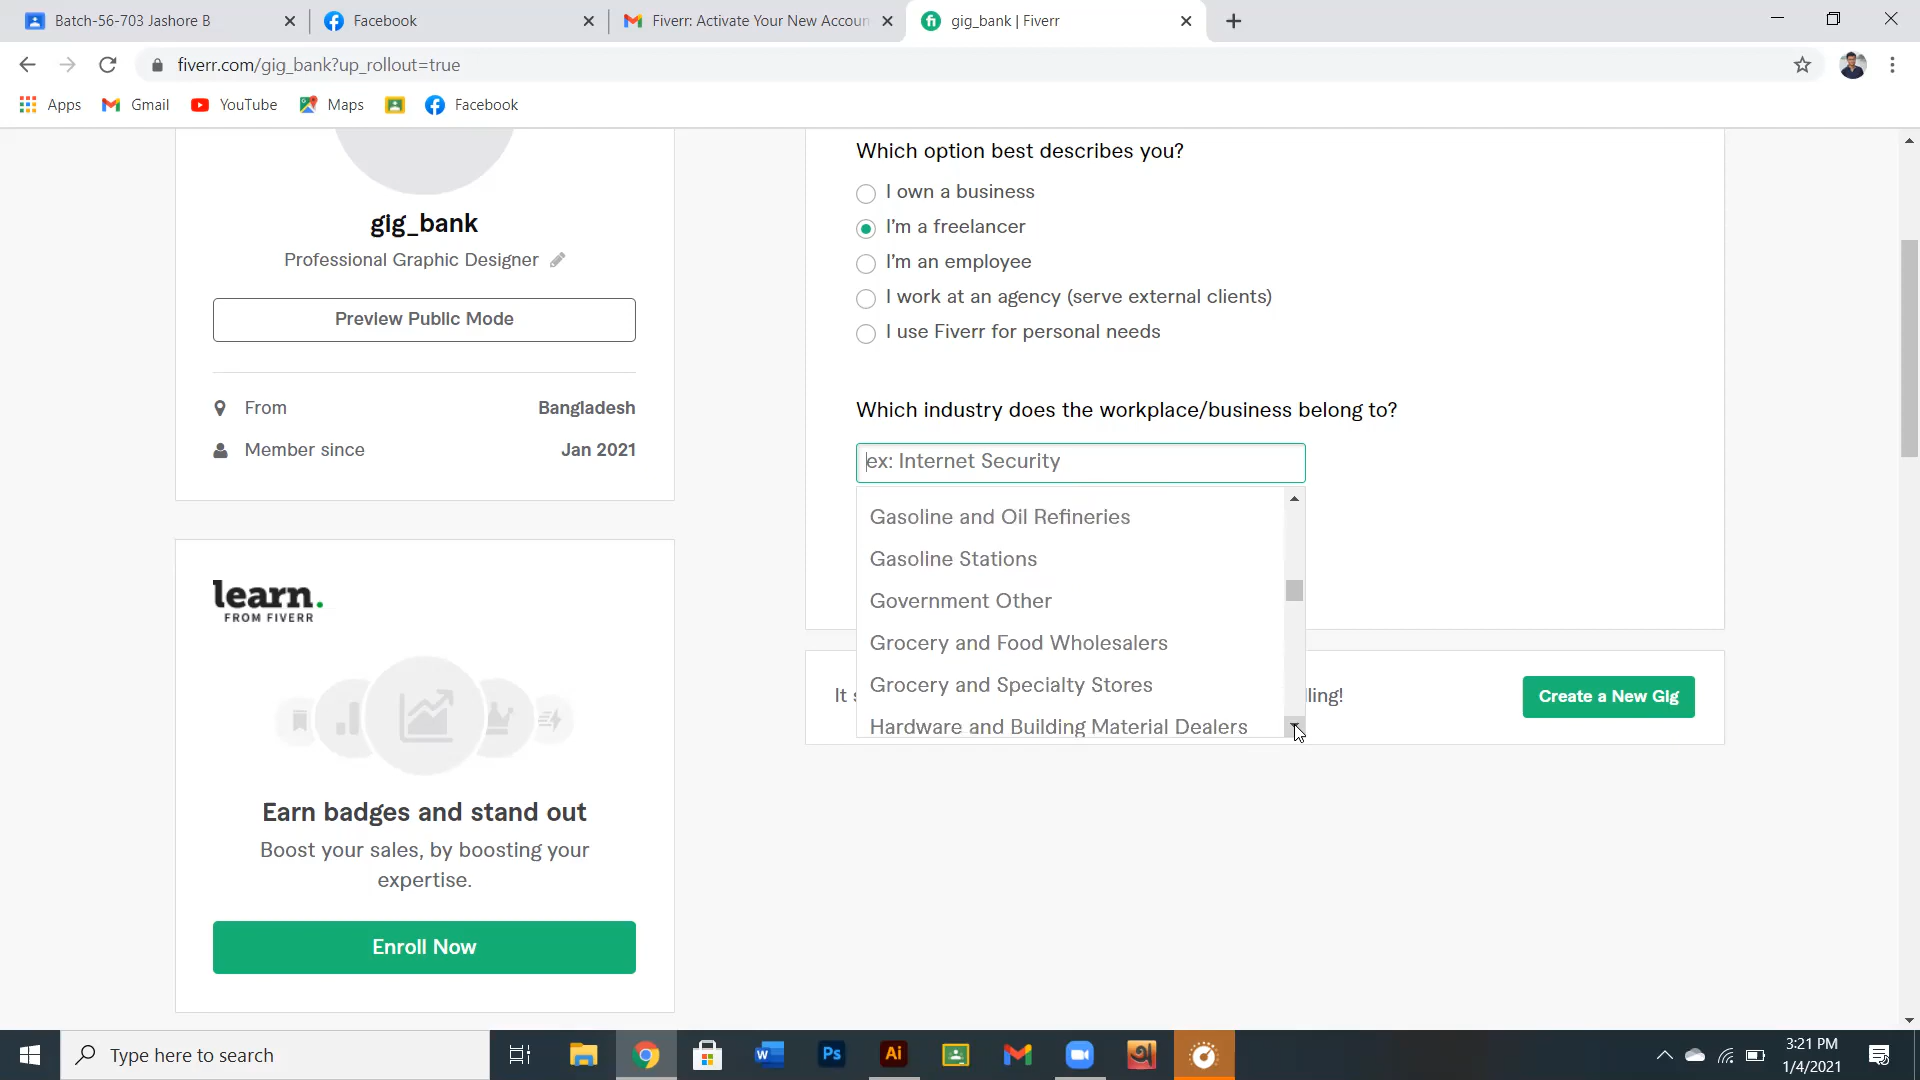 Batch-56-703 Jashore B
Facebook
Fiverr: Activate Your New Accoun
gig_bank | Fiverr
fiverr.com/gig_bank?up_rollout=true
Apps
Gmail
YouTube
Maps
Facebook
gig_bank
Professional Graphic Designer
Preview Public Mode
From
Bangladesh
Member since
Jan 2021
learn.
FROM FIVERR
Earn badges and stand out
Boost your sales, by boosting your
expertise.
Enroll Now
Which option best describes you?
I own a business
I'm a freelancer
I'm an employee
I work at an agency (serve external clients)
I use Fiverr for personal needs
Which industry does the workplace/business belong to?
ex: Internet Security
Gasoline and Oil Refineries
Gasoline Stations
Government Other
Grocery and Food Wholesalers
Grocery and Specialty Stores
Hardware and Building Material Dealers
It s
lling!
Create a New Gig
Type here to search
W
Ps
Ai
3:21 PM
1/4/2021